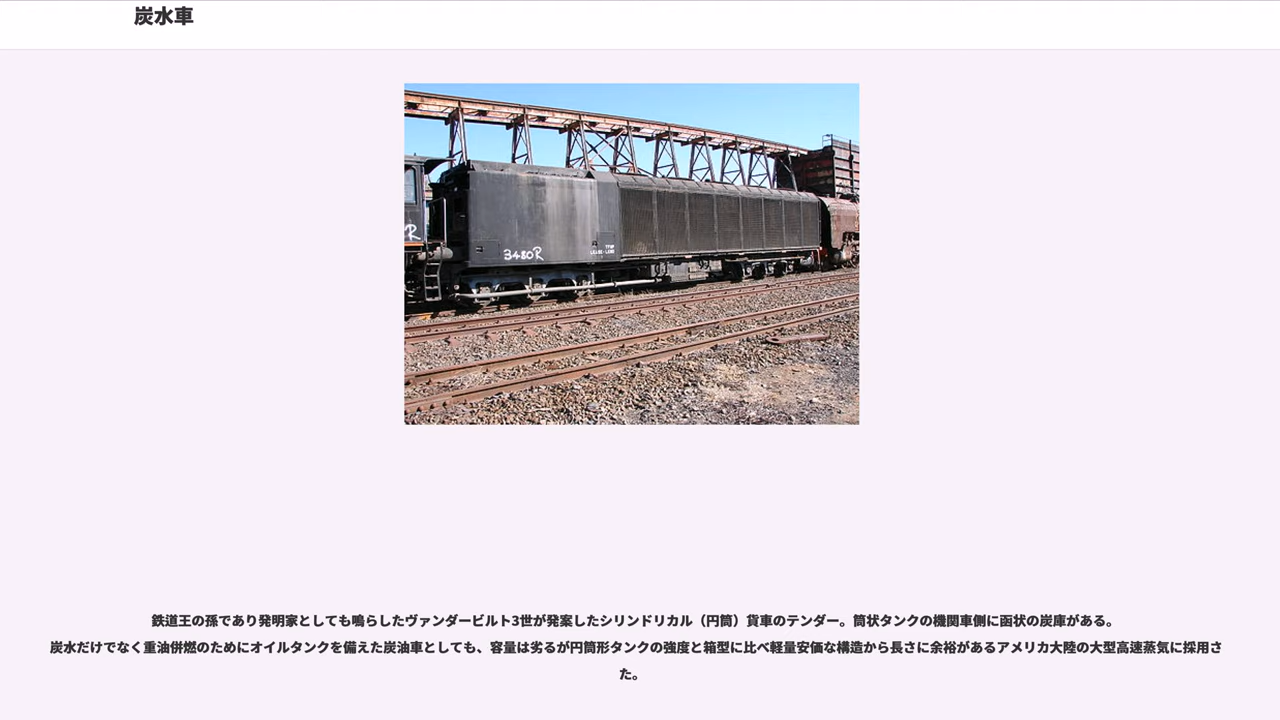 炭水車
R
3480R
鉄道王の孫であり発明家としても鳴らしたヴァンダービルト3世が発案したシリンドリカル（円筒）貨車のテンダー。筒状タンクの機関車側に函状の炭庫がある。
炭水だけでなく重油併燃のためにオイルタンクを備えた炭油車としても、容量は劣るが円筒形タンクの強度と箱型に比べ軽量安価な構造から長さに余裕があるアメリカ大陸の大型高速蒸気に採用さ
た。